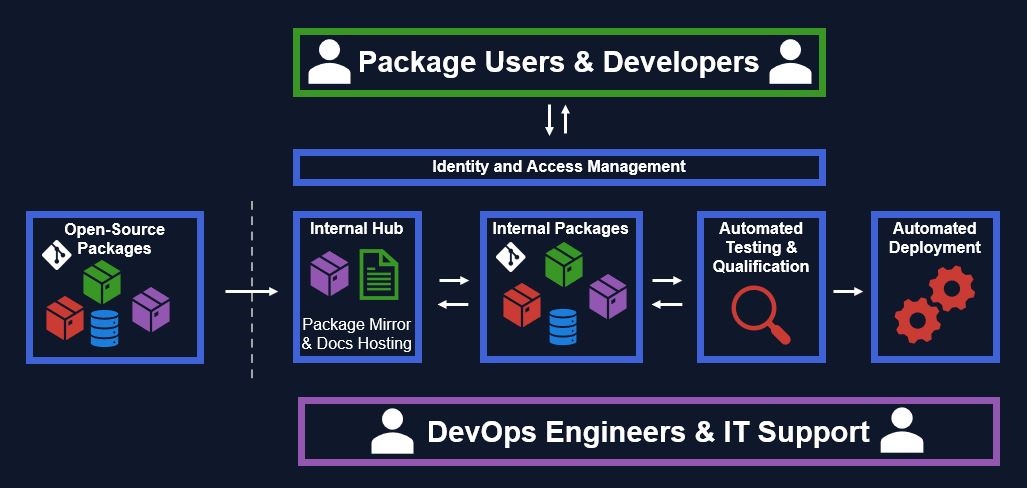 Package Users & Developers
Identity and Access Management
Open-Source
Packages
Internal Hub
Package Mirror
& Docs Hosting
Internal Packages
Automated
Testing &
Qualification
Automated
Deployment
DevOps Engineers & IT Support